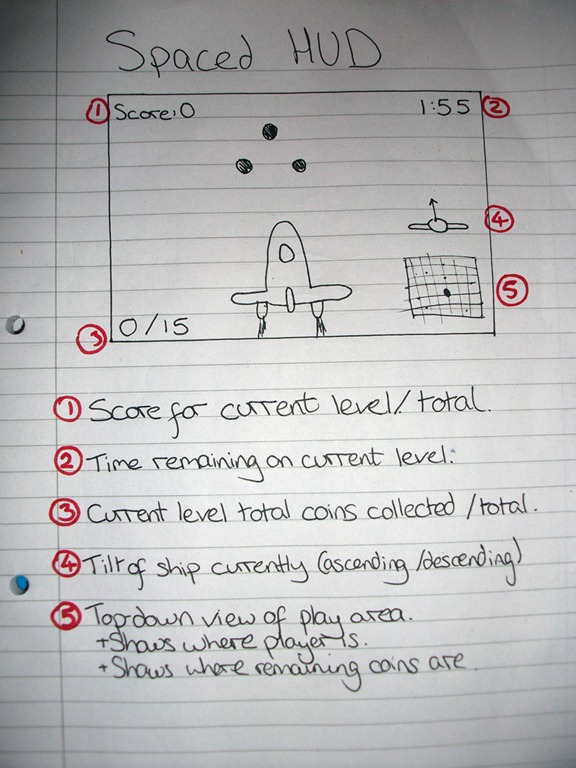 Spaced HUD
① Score: 0 1:55 ②
④
⑤
③ 0/15
① Score for current level/total.
② Time remaining on current level.
③ Current level total coins collected/total.
④ Tilt of ship currently (ascending/descending)
⑤ Top down view of play area.
+Shows where player is.
+Shows where remaining coins are.